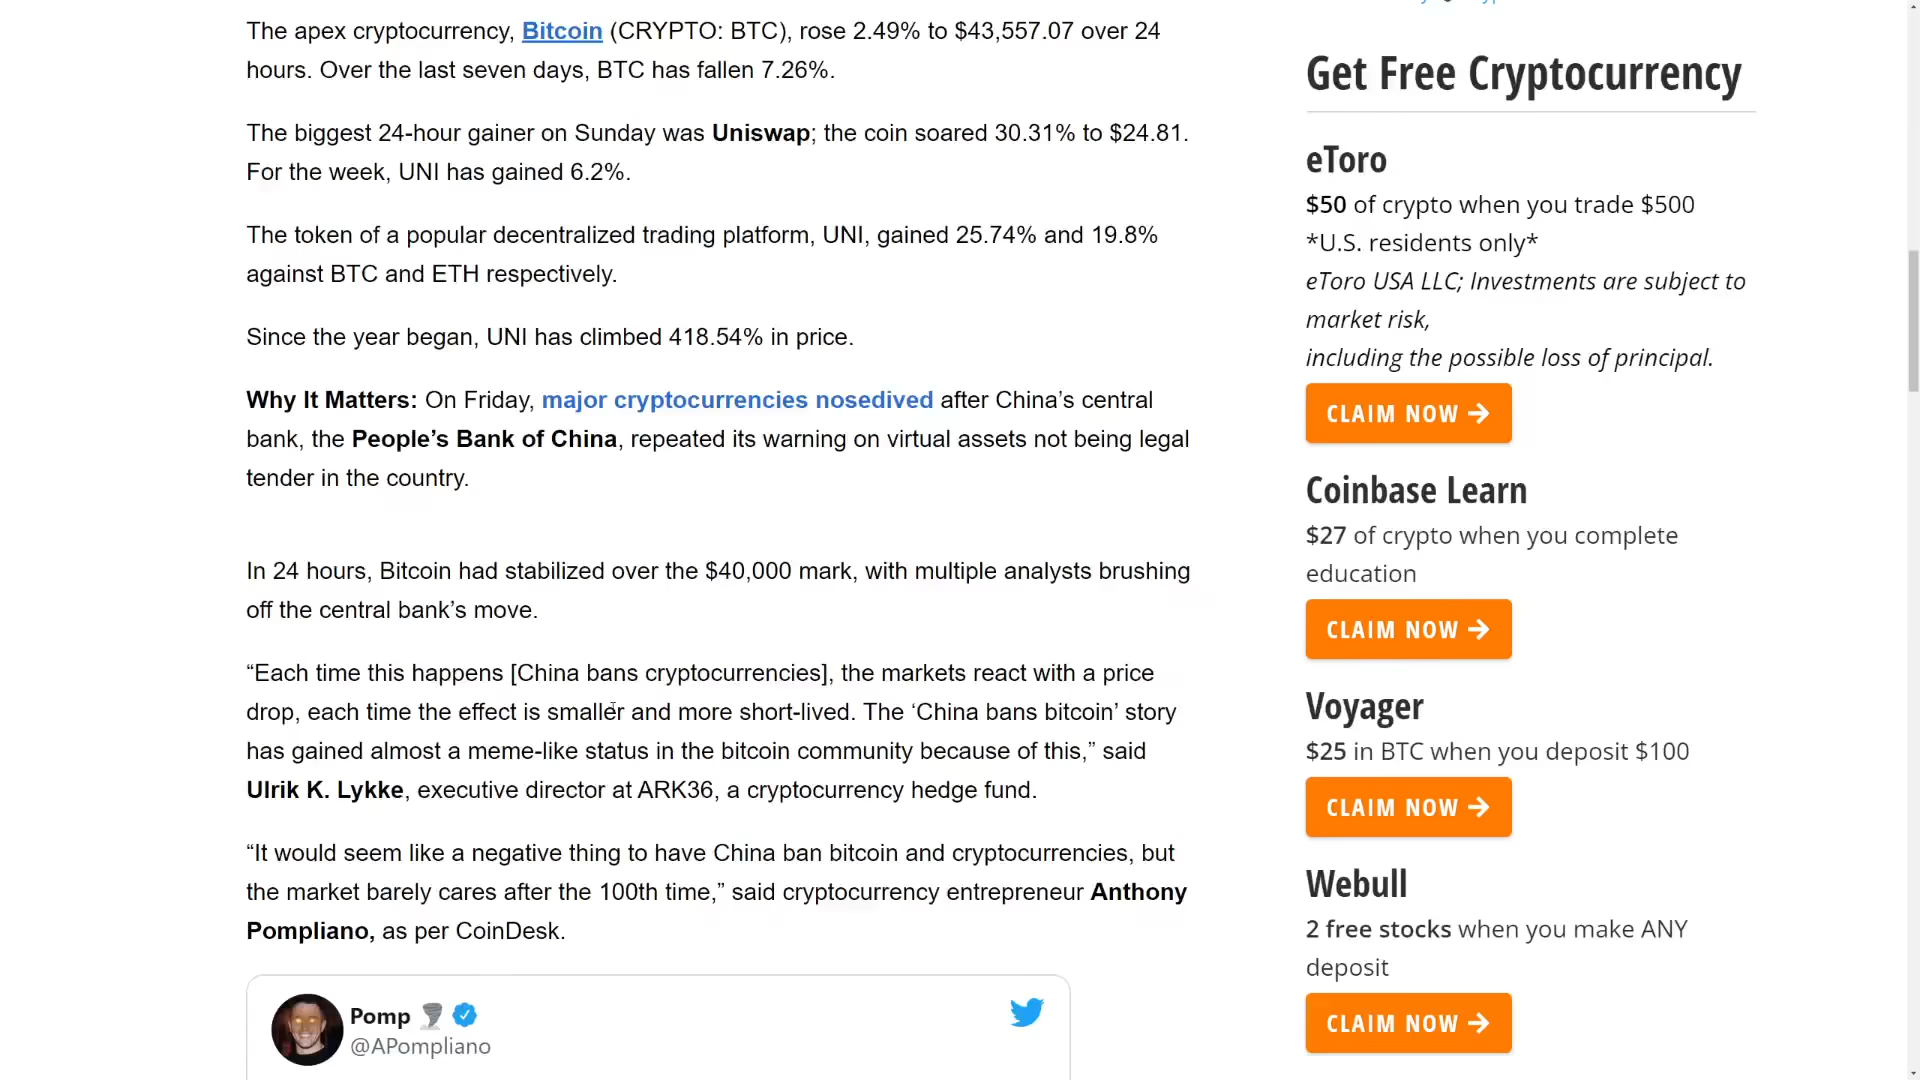 The apex cryptocurrency, Bitcoin (CRYPTO: BTC), rose 2.49% to $43,557.07 over 24
hours. Over the last seven days, BTC has fallen 7.26%.
The biggest 24-hour gainer on Sunday was Uniswap; the coin soared 30.31% to $24.81.
For the week, UNI has gained 6.2%.
The token of a popular decentralized trading platform, UNI, gained 25.74% and 19.8%
against BTC and ETH respectively.
Since the year began, UNI has climbed 418.54% in price.
Why It Matters: On Friday, major cryptocurrencies nosedived after China’s central
bank, the People’s Bank of China, repeated its warning on virtual assets not being legal
tender in the country.
In 24 hours, Bitcoin had stabilized over the $40,000 mark, with multiple analysts brushing
off the central bank’s move.
“Each time this happens [China bans cryptocurrencies], the markets react with a price
drop, each time the effect is smaller and more short-lived. The ‘China bans bitcoin’ story
has gained almost a meme-like status in the bitcoin community because of this,” said
Ulrik K. Lykke, executive director at ARK36, a cryptocurrency hedge fund.
“It would seem like a negative thing to have China ban bitcoin and cryptocurrencies, but
the market barely cares after the 100th time,” said cryptocurrency entrepreneur Anthony
Pompliano, as per CoinDesk.
Pomp
@APompliano
Get Free Cryptocurrency
eToro
$50 of crypto when you trade $500
*U.S. residents only*
eToro USA LLC; Investments are subject to
market risk,
including the possible loss of principal.
CLAIM NOW
Coinbase Learn
$27 of crypto when you complete
education
CLAIM NOW
Voyager
$25 in BTC when you deposit $100
CLAIM NOW
Webull
2 free stocks when you make ANY
deposit
CLAIM NOW